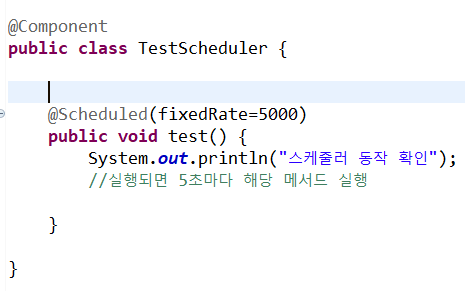 @Component
public class TestScheduler {
@Scheduled(fixedRate=5000)
public void test() {
System.out.println("스케줄러 동작 확인");
//실행되면 5초마다 해당 메서드 실행
}
}